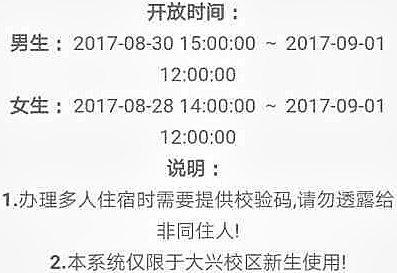 开放时间：
男生：2017-08-30 15:00:00 ~ 2017-09-01
12:00:00
女生：2017-08-28 14:00:00 ~ 2017-09-01
12:00:00
说明：
1.办理多人住宿时需要提供校验码,请勿透露给
非同住人!
2.本系统仅限于大兴校区新生使用!